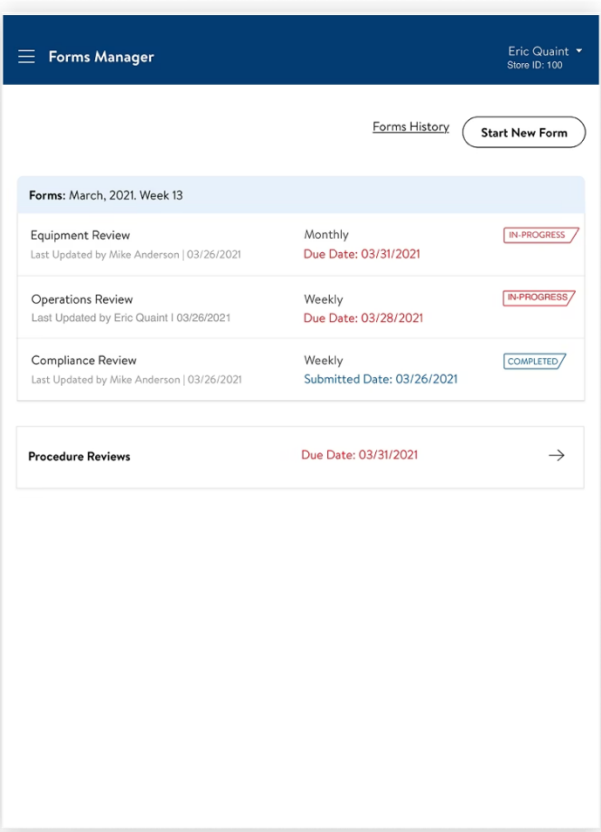 Forms Manager
Eric Quaint
Store ID: 100
Forms History
Start New Form
Forms: March, 2021. Week 13
Equipment Review
Monthly
IN-PROGRESS
Last Updated by Mike Anderson | 03/26/2021
Due Date: 03/31/2021
Operations Review
Weekly
IN-PROGRESS
Last Updated by Eric Quaint I 03/26/2021
Due Date: 03/28/2021
Compliance Review
Weekly
COMPLETED
Last Updated by Mike Anderson | 03/26/2021
Submitted Date: 03/26/2021
Procedure Reviews
Due Date: 03/31/2021